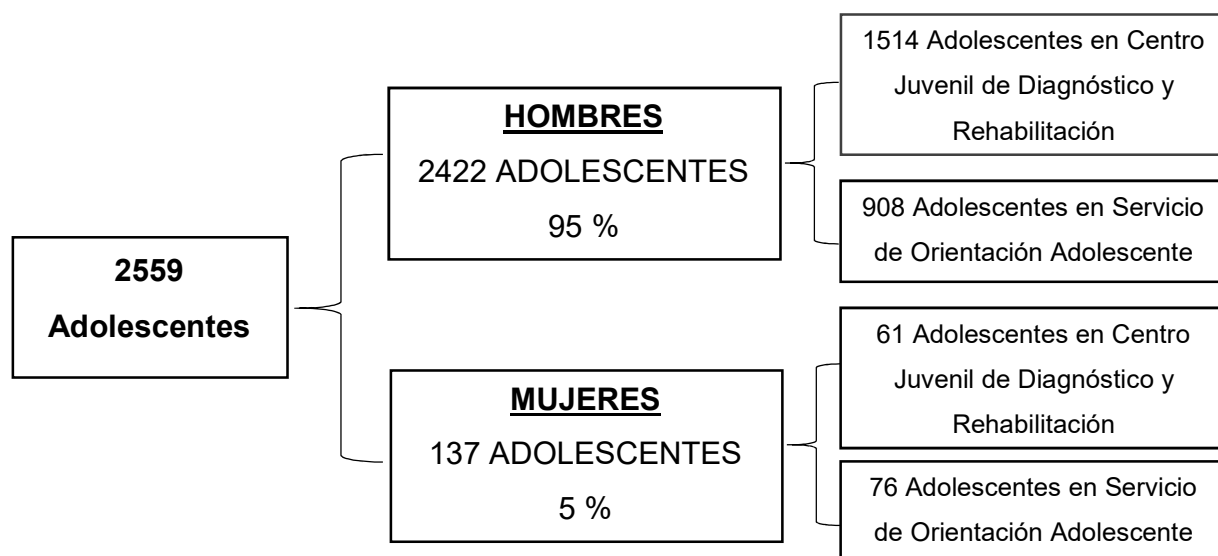 2559
Adolescentes
HOMBRES
2422 ADOLESCENTES
95 %
1514 Adolescentes en Centro
Juvenil de Diagnóstico y
Rehabilitación
908 Adolescentes en Servicio
de Orientación Adolescente
MUJERES
137 ADOLESCENTES
5 %
61 Adolescentes en Centro
Juvenil de Diagnóstico y
Rehabilitación
76 Adolescentes en Servicio
de Orientación Adolescente